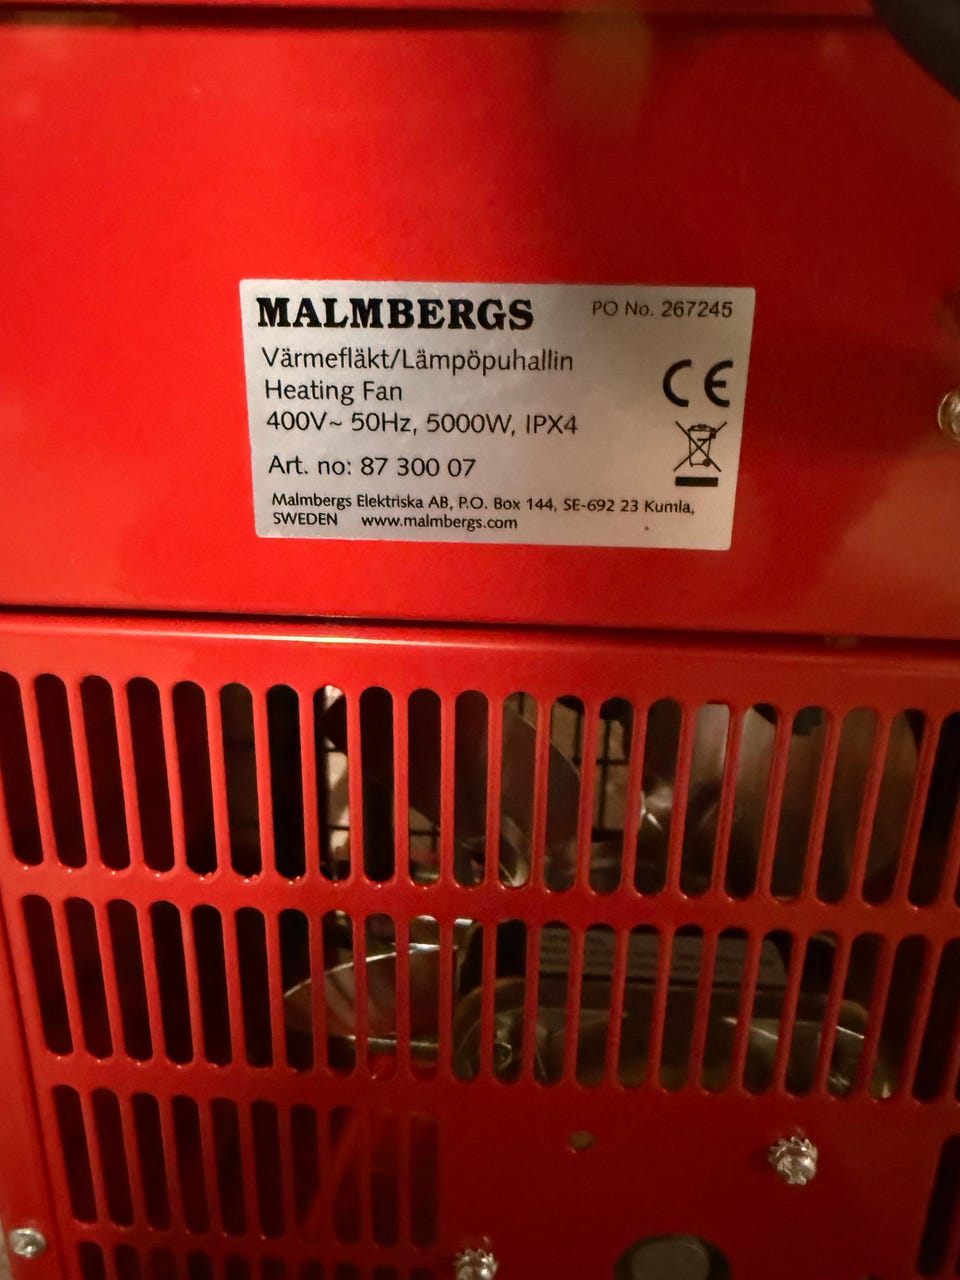 MALMBERGS
PO No. 267245
Värmefläkt/Lämpöpuhallin
Heating Fan
400V~ 50Hz, 5000W, IPX4
Art. no: 87 300 07
Malmbergs Elektriska AB, P.O. Box 144, SE-692 23 Kumla,
SWEDEN www.malmbergs.com